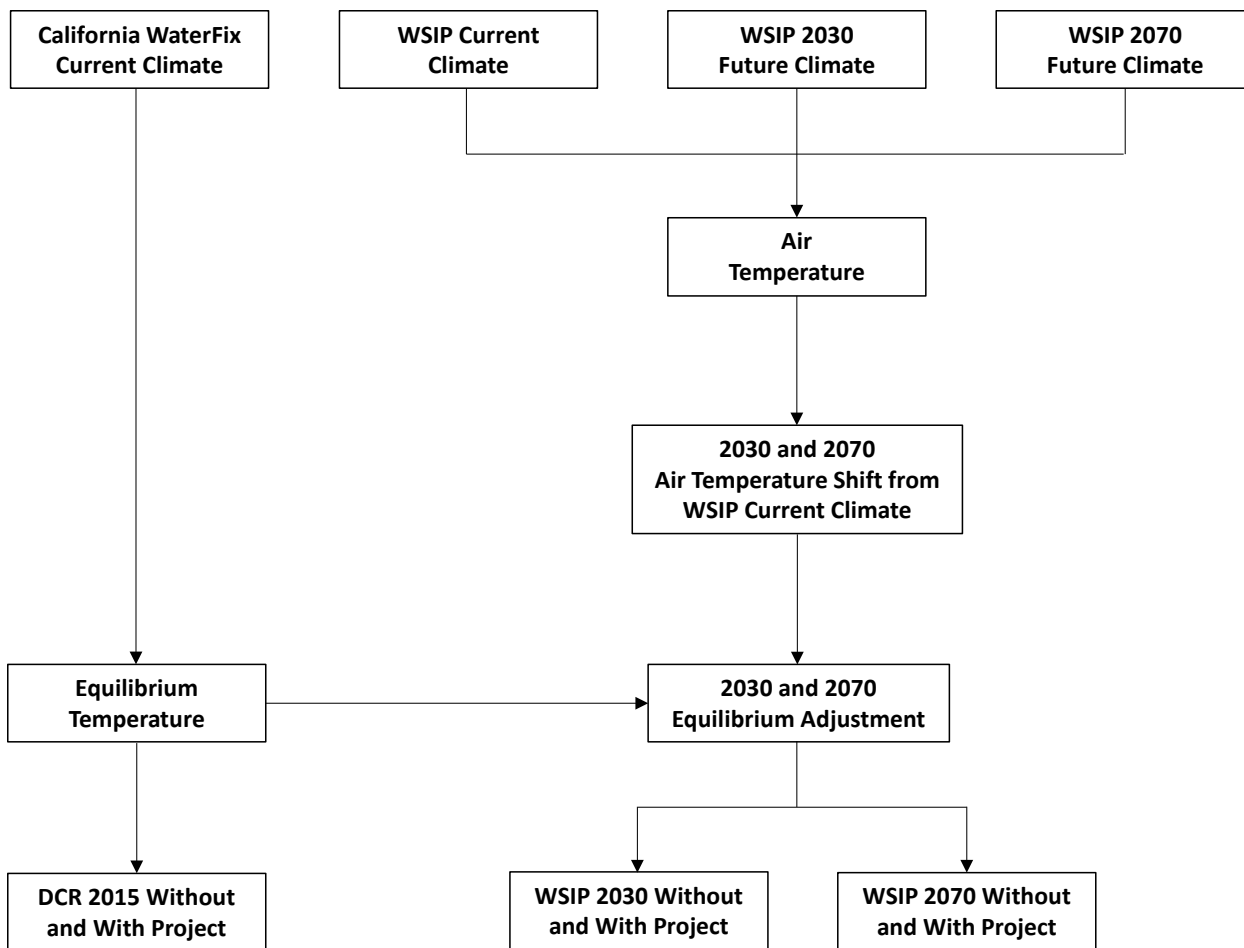 California WaterFix
Current Climate
WSIP Current
Climate
WSIP 2030
Future Climate
WSIP 2070
Future Climate
Air
Temperature
2030 and 2070
Air Temperature Shift from
WSIP Current Climate
Equilibrium
Temperature
2030 and 2070
Equilibrium Adjustment
DCR 2015 Without
and With Project
WSIP 2030 Without
and With Project
WSIP 2070 Without
and With Project